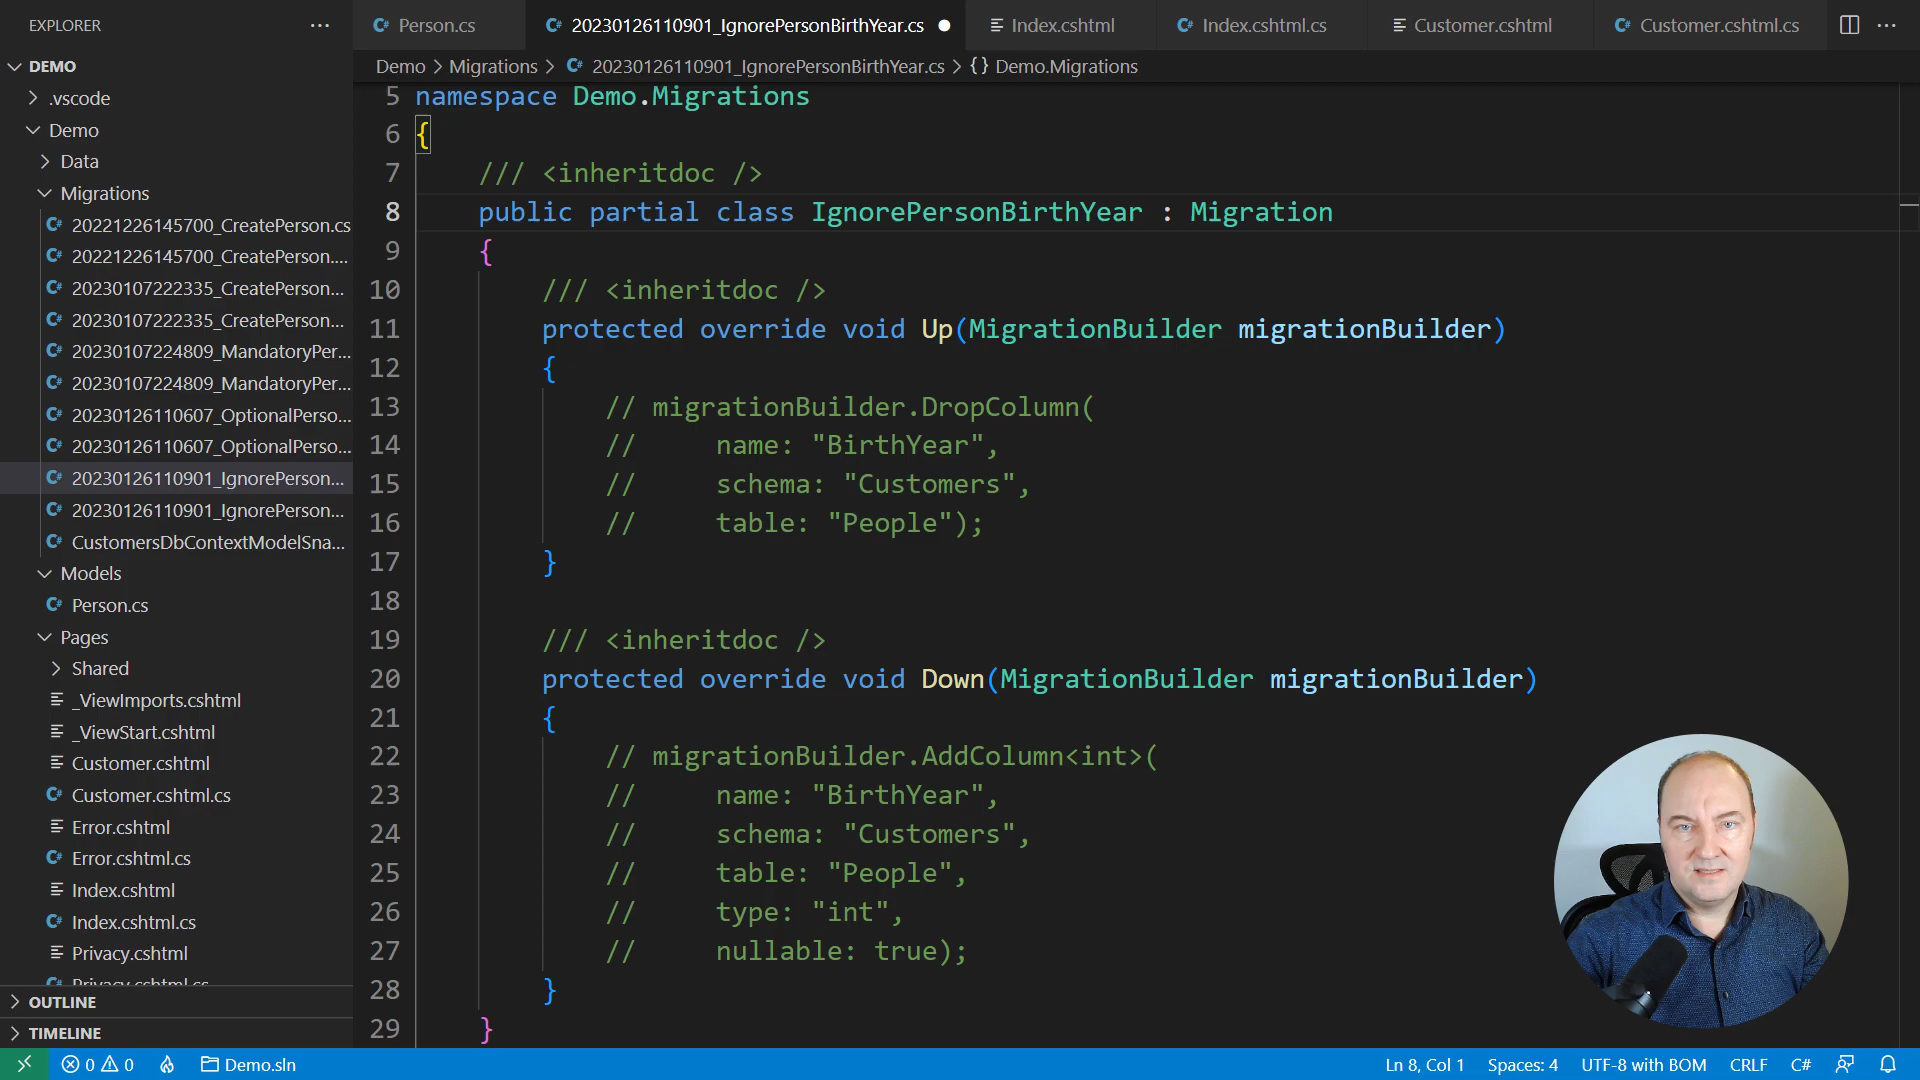 EXPLORER
DEMO
.vscode
Demo
Data
Migrations
20221226145700_CreatePerson.cs
20221226145700_CreatePerson....
20230107222335_CreatePerson...
20230107222335_CreatePerson...
20230107224809_MandatoryPer...
20230107224809_MandatoryPer...
20230126110607_OptionalPerso...
20230126110607_OptionalPerso...
20230126110901_IgnorePerson...
20230126110901_IgnorePerson...
CustomersDbContextModelSna...
Models
Person.cs
Pages
Shared
_ViewImports.cshtml
_ViewStart.cshtml
Customer.cshtml
Customer.cshtml.cs
Error.cshtml
Error.cshtml.cs
Index.cshtml
Index.cshtml.cs
Privacy.cshtml
Privacy.cshtml.cs
OUTLINE
TIMELINE
Person.cs 20230126110901_IgnorePersonBirthYear.cs Index.cshtml Index.cshtml.cs Customer.cshtml Customer.cshtml.cs
Demo > Migrations > 20230126110901_IgnorePersonBirthYear.cs > {} Demo.Migrations
5 namespace Demo.Migrations
6 {
7 /// <inheritdoc />
8 public partial class IgnorePersonBirthYear : Migration
9 {
10 /// <inheritdoc />
11 protected override void Up(MigrationBuilder migrationBuilder)
12 {
13 // migrationBuilder.DropColumn(
14 // name: "BirthYear",
15 // schema: "Customers",
16 // table: "People");
17 }
18
19 /// <inheritdoc />
20 protected override void Down(MigrationBuilder migrationBuilder)
21 {
22 // migrationBuilder.AddColumn<int>(
23 // name: "BirthYear",
24 // schema: "Customers",
25 // table: "People",
26 // type: "int",
27 // nullable: true);
28 }
29 }
0 0 Demo.sln Ln 8, Col 1 Spaces: 4 UTF-8 with BOM CRLF C#